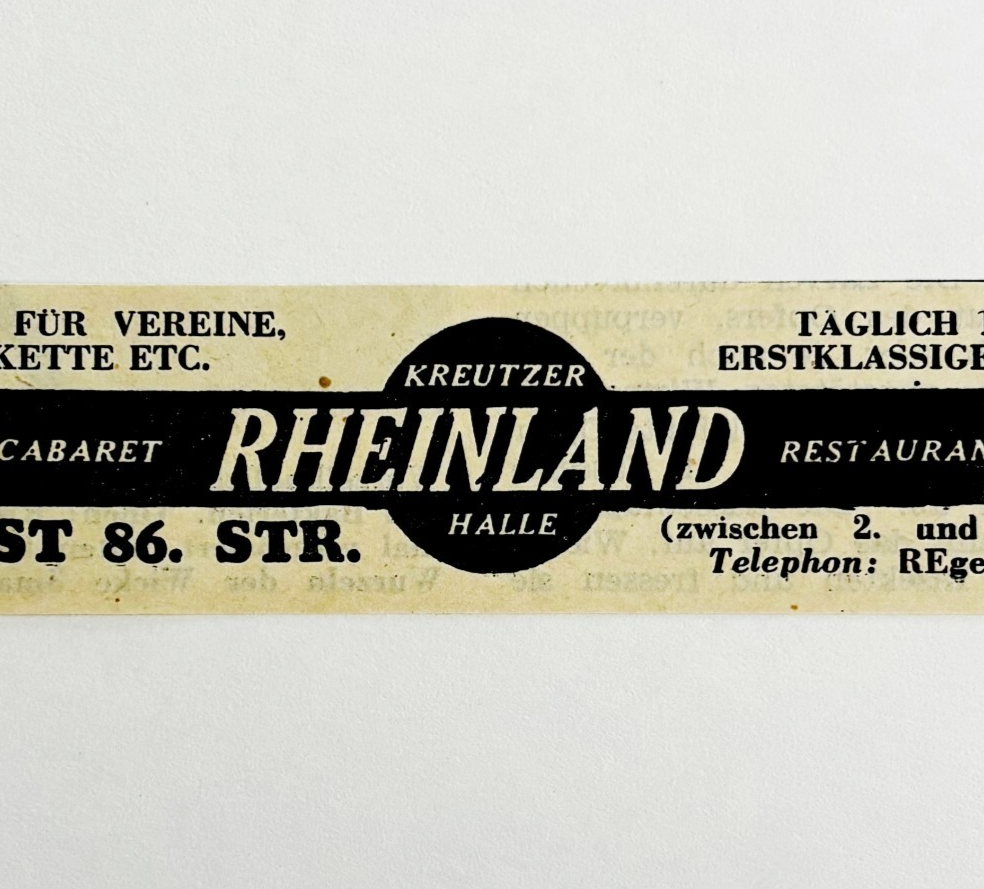 FÜR VEREINE,
KETTE ETC.
TÄGLICH 1
ERSTKLASSIGE
KREUTZER
CABARET RHEINLAND RESTAURAN
HALLE
ST 86. STR.
(zwischen 2. und
Telephon: REge